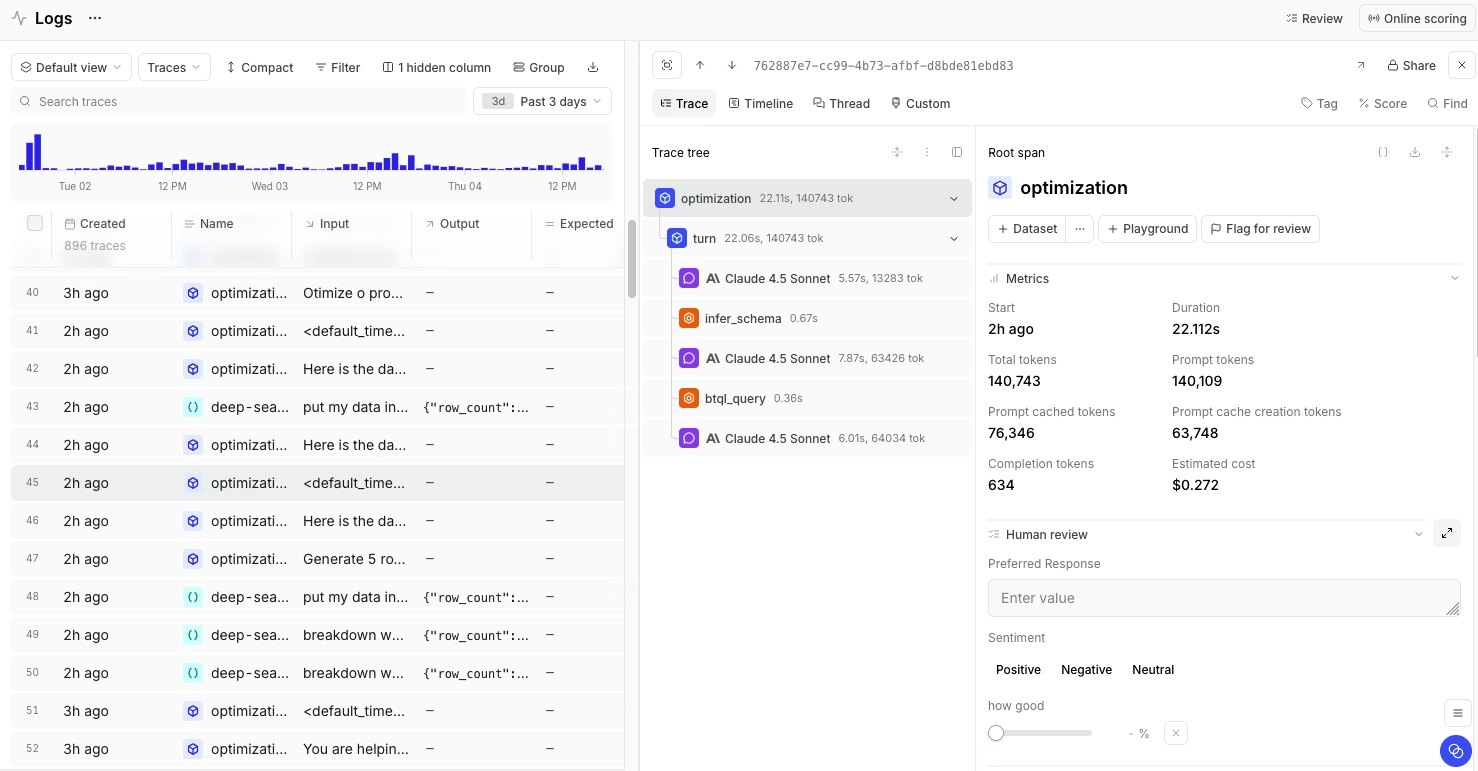 Logs ...
Review
Online scoring
Default view
Traces
Compact
Filter
1 hidden column
Group
Search traces
3d Past 3 days
Tue 02 12 PM Wed 03 12 PM Thu 04 12 PM
Created Name Input Output Expected
896 traces
40 3h ago optimizati... Otimize o pro... – –
41 2h ago optimizati... <default_time... – –
42 2h ago optimizati... Here is the da... – –
43 2h ago deep-sea... put my data in... {"row_count":... –
44 2h ago optimizati... Here is the da... – –
45 2h ago optimizati... <default_time... – –
46 2h ago optimizati... Here is the da... – –
47 2h ago optimizati... Generate 5 ro... – –
48 2h ago deep-sea... put my data in... {"row_count":... –
49 2h ago deep-sea... breakdown w... {"row_count":... –
50 2h ago deep-sea... breakdown w... {"row_count":... –
51 3h ago optimizati... <default_time... – –
52 3h ago optimizati... You are helpin... – –
762887e7-cc99-4b73-afbf-d8bde81ebd83
Share
Trace Timeline Thread Custom
Tag Score Find
Trace tree
optimization 22.11s, 140743 tok
turn 22.06s, 140743 tok
Claude 4.5 Sonnet 5.57s, 13283 tok
infer_schema 0.67s
Claude 4.5 Sonnet 7.87s, 63426 tok
btql_query 0.36s
Claude 4.5 Sonnet 6.01s, 64034 tok
Root span
optimization
+ Dataset ... + Playground Flag for review
Metrics
Start Duration
2h ago 22.112s
Total tokens Prompt tokens
140,743 140,109
Prompt cached tokens Prompt cache creation tokens
76,346 63,748
Completion tokens Estimated cost
634 $0.272
Human review
Preferred Response
Enter value
Sentiment
Positive Negative Neutral
how good
- %